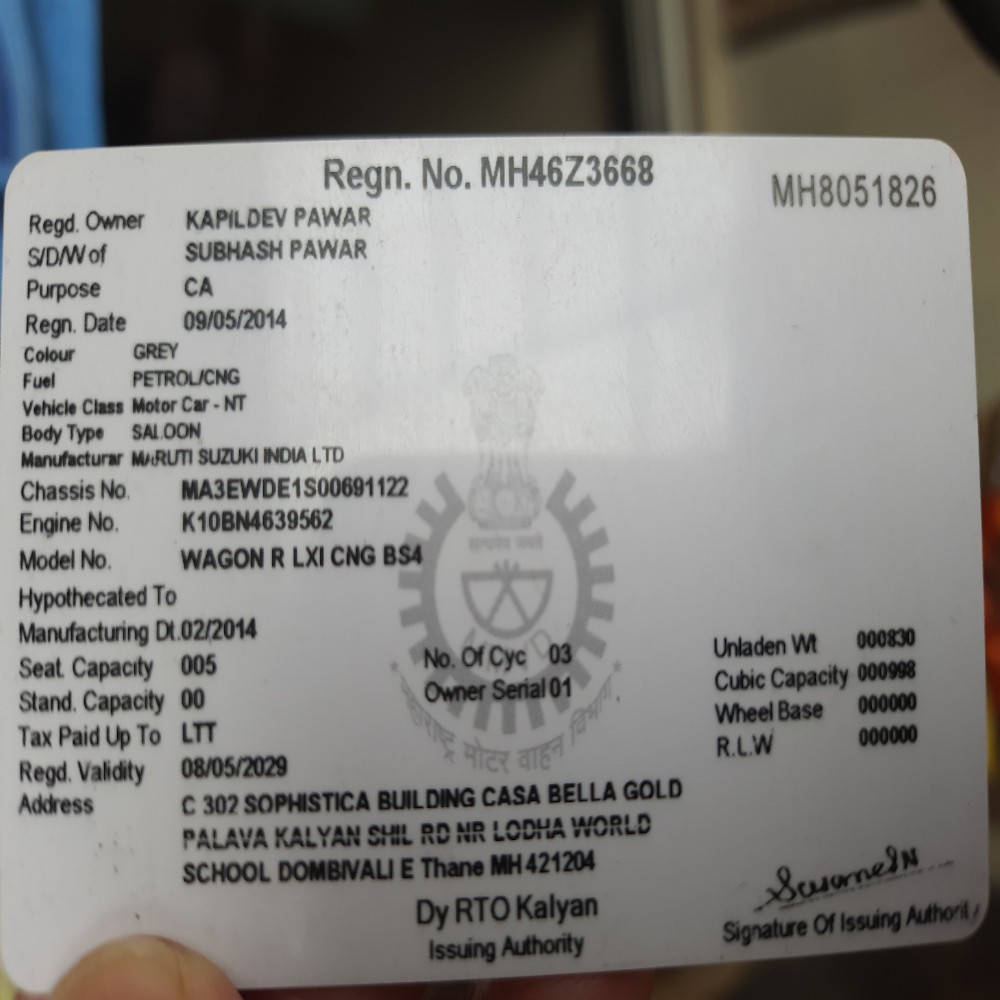 Regn. No. MH46Z3668
MH8051826
Regd. Owner KAPILDEV PAWAR
S/D/W of SUBHASH PAWAR
Purpose CA
Regn. Date 09/05/2014
Colour GREY
Fuel PETROL/CNG
Vehicle Class Motor Car - NT
Body Type SALOON
Manufacturar MARUTI SUZUKI INDIA LTD
Chassis No. MA3EWDE1S00691122
Engine No. K10BN4639562
Model No. WAGON R LXI CNG BS4
Hypothecated To
Manufacturing Dt.02/2014
Seat. Capacity 005 No. Of Cyc 03 Unladen Wt 000830
Stand. Capacity 00 Owner Serial 01 Cubic Capacity 000998
Tax Paid Up To LTT Wheel Base 000000
Regd. Validity 08/05/2029 R.L.W 000000
Address C 302 SOPHISTICA BUILDING CASA BELLA GOLD
PALAVA KALYAN SHIL RD NR LODHA WORLD
SCHOOL DOMBIVALI E Thane MH 421204
Dy RTO Kalyan
Issuing Authority
Signature Of Issuing Authority
सत्यमेव जयते
महाराष्ट्र मोटर वाहन विभाग